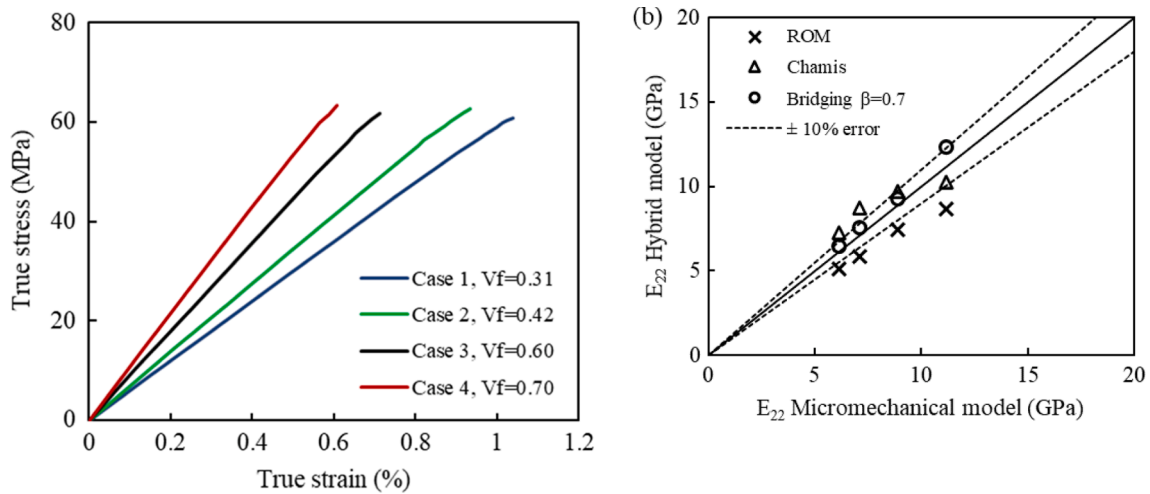 80
60
40
20
0
True stress (MPa)
Case 1, Vf=0.31
Case 2, Vf=0.42
Case 3, Vf=0.60
Case 4, Vf=0.70
0 0.2 0.4 0.6 0.8 1 1.2
True strain (%)
(b)
20
15
10
5
0
E22 Hybrid model (GPa)
ROM
Chamis
Bridging β=0.7
± 10% error
0 5 10 15 20
E22 Micromechanical model (GPa)